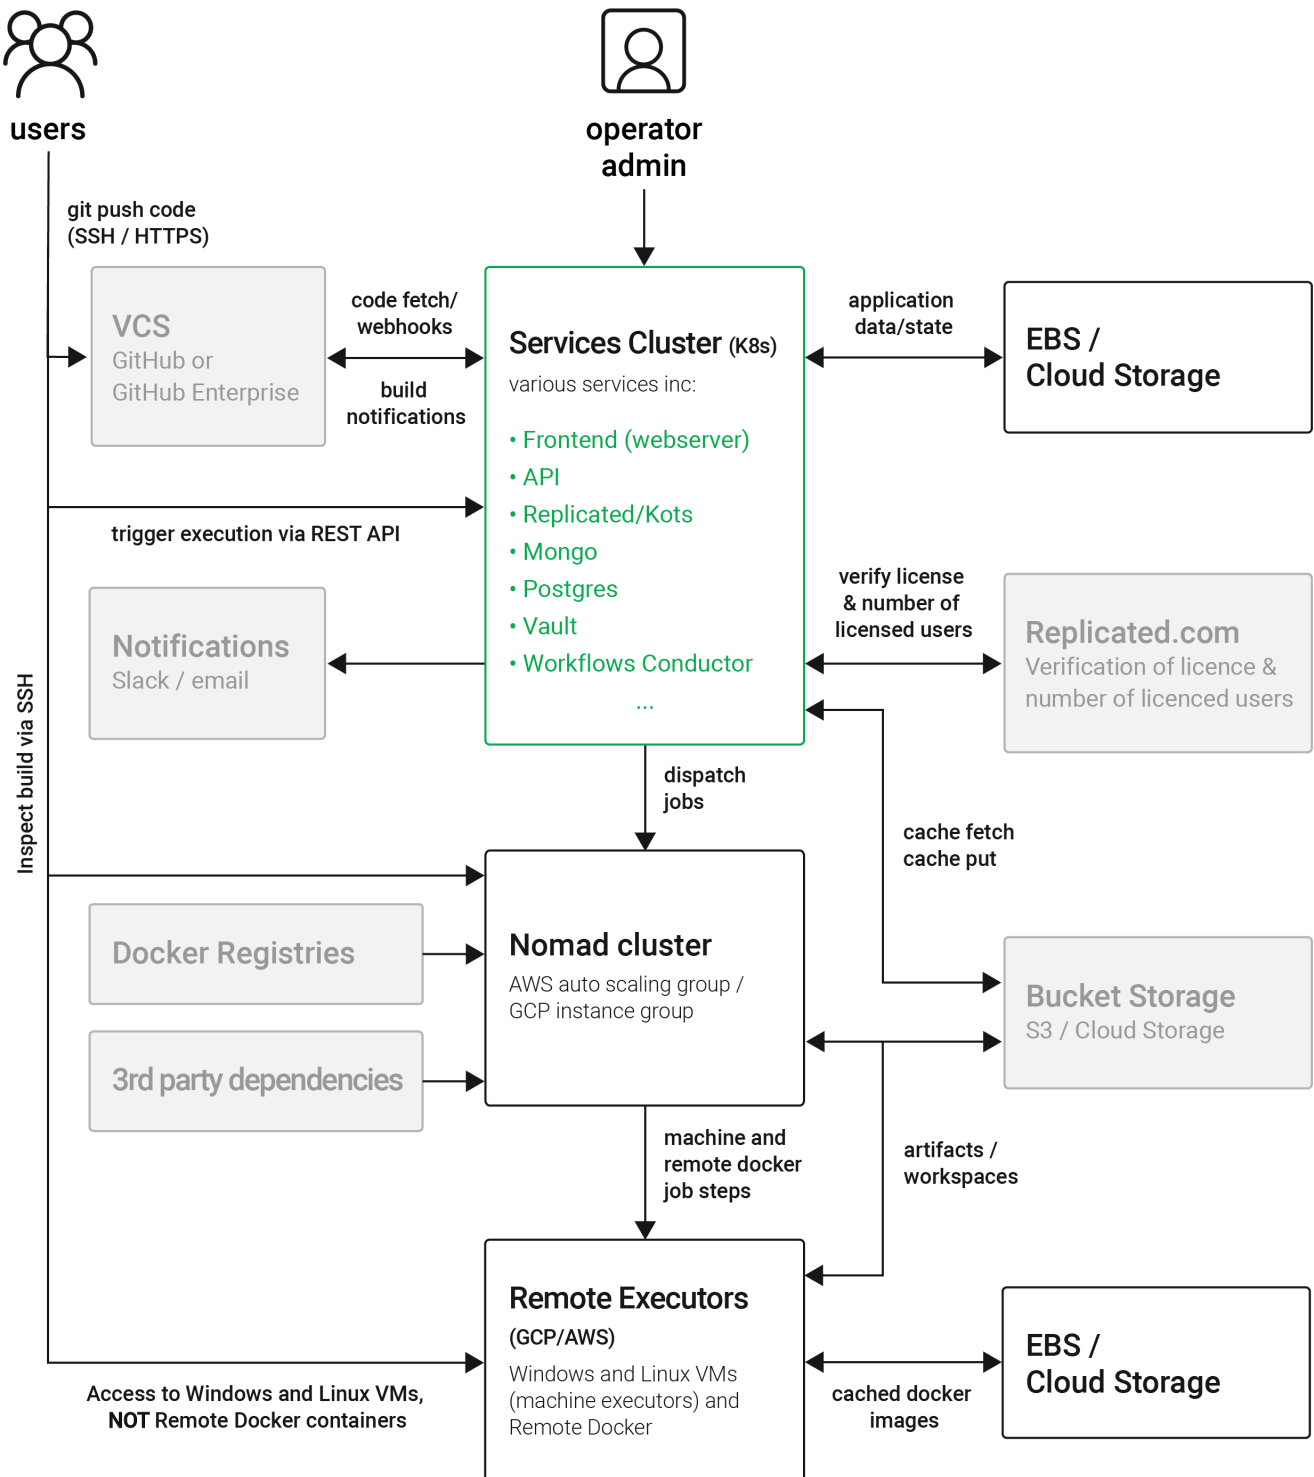 users
operator
admin
git push code
(SSH / HTTPS)
VCS
GitHub or
GitHub Enterprise
code fetch/
webhooks
build
notifications
Services Cluster (K8s)
various services inc:
• Frontend (webserver)
• API
• Replicated/Kots
• Mongo
• Postgres
• Vault
• Workflows Conductor
...
application
data/state
EBS /
Cloud Storage
trigger execution via REST API
Notifications
Slack / email
verify license
& number of
licensed users
Replicated.com
Verification of licence &
number of licenced users
Inspect build via SSH
dispatch
jobs
cache fetch
cache put
Docker Registries
Nomad cluster
AWS auto scaling group /
GCP instance group
Bucket Storage
S3 / Cloud Storage
3rd party dependencies
machine and
remote docker
job steps
artifacts /
workspaces
Remote Executors
(GCP/AWS)
Windows and Linux VMs
(machine executors) and
Remote Docker
Access to Windows and Linux VMs,
NOT Remote Docker containers
cached docker
images
EBS /
Cloud Storage